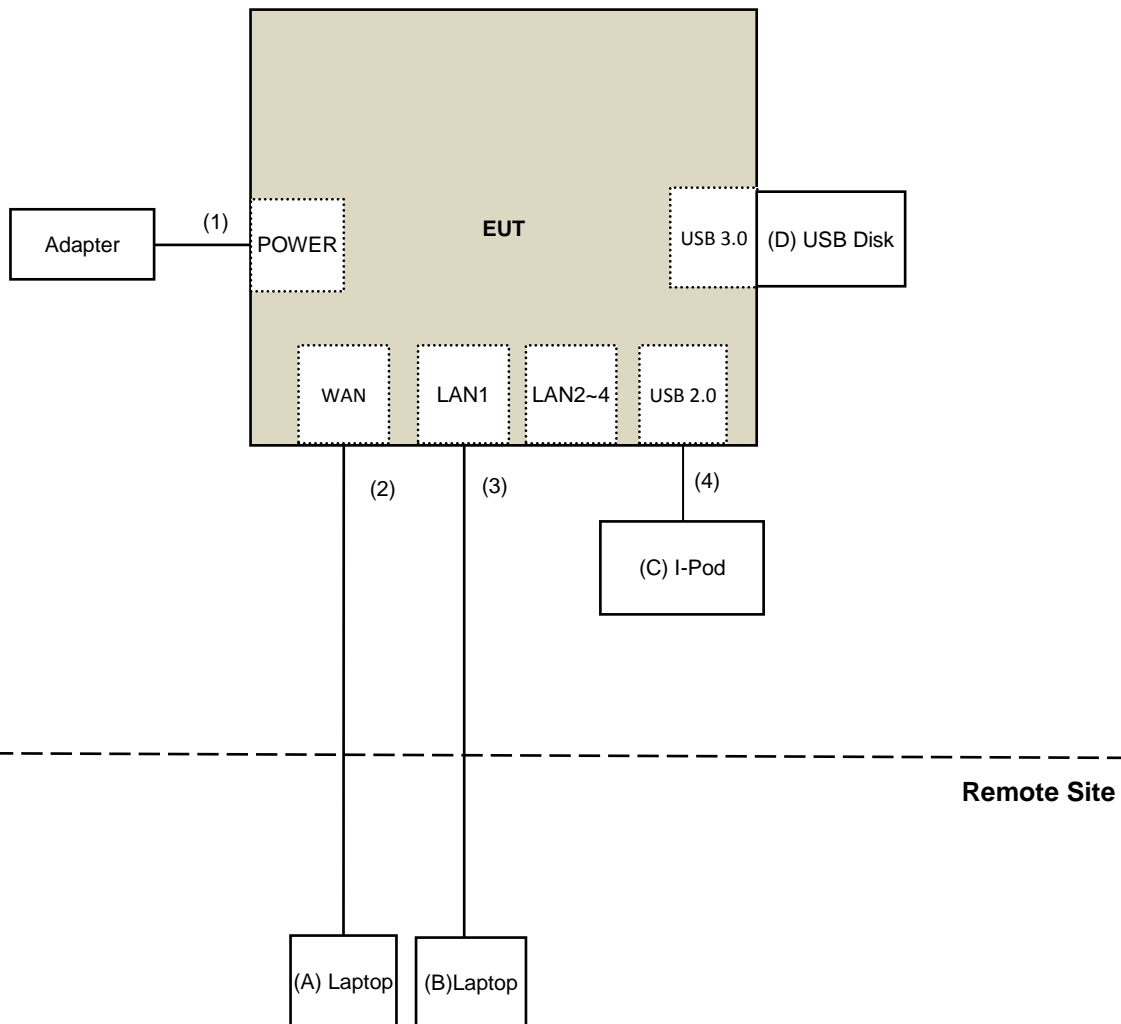 EUT
Adapter
(1)
POWER
USB 3.0
(D) USB Disk
WAN
LAN1
LAN2~4
USB 2.0
(2)
(3)
(4)
(C) I-Pod
Remote Site
(A) Laptop
(B)Laptop